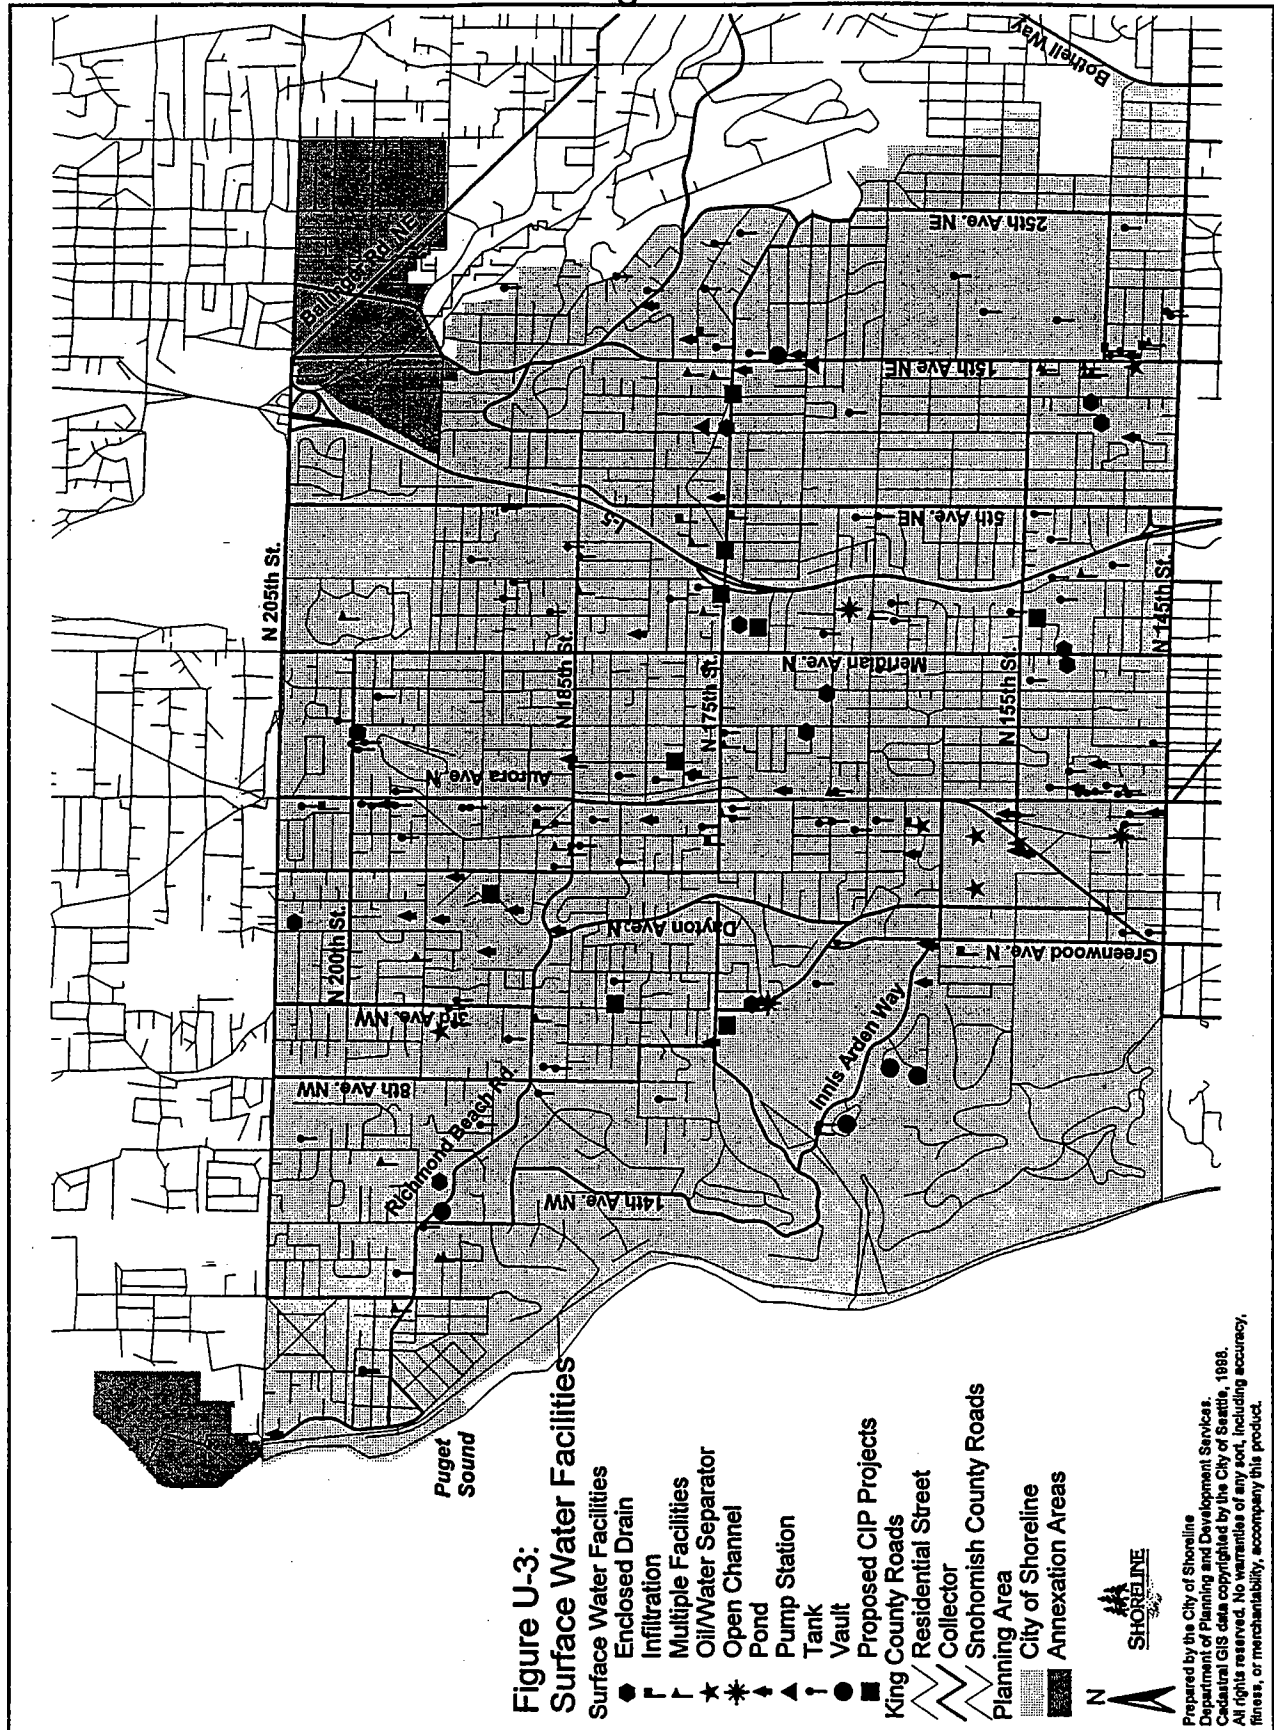 Figure U-3:
Surface Water Facilities
Surface Water Facilities
Enclosed Drain
Infiltration
Multiple Facilities
Oil/Water Separator
Open Channel
Pond
Pump Station
Tank
Vault
Proposed CIP Projects
King County Roads
Residential Street
Collector
Snohomish County Roads
Planning Area
City of Shoreline
Annexation Areas
N
SHORELINE
Prepared by the City of Shoreline
Department of Planning and Development Services.
Cadastral GIS data copyrighted by the City of Seattle, 1998.
All rights reserved. No warranties of any sort, including accuracy,
fitness, or merchantability, accompany this product.
Puget
Sound
Richmond Beach Rd.
8th Ave. NW
14th Ave. NW
3rd Ave. NW
N 200th St.
N 205th St.
Innis Arden Way
Dayton Ave. N
Greenwood Ave. N
Aurora Ave. N
N 185th St.
N 175th St.
Meridian Ave. N
N 155th St.
N 145th St.
I-5
5th Ave. NE
15th Ave NE
25th Ave. NE
Ballinger Rd. NE
Bothell Way